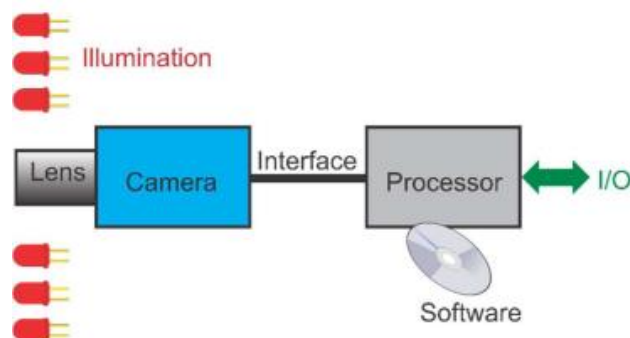 Illumination
Lens
Camera
Interface
Processor
I/O
Software